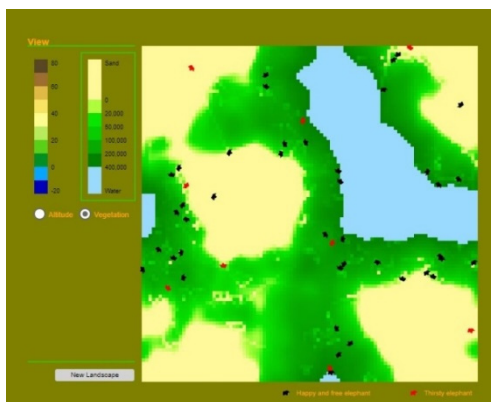 View
80
60
40
20
0
-20
Sand
0
20,000
50,000
100,000
200,000
400,000
Water
Altitude
Vegetation
New Landscape
Happy and free elephant
Thirsty elephant